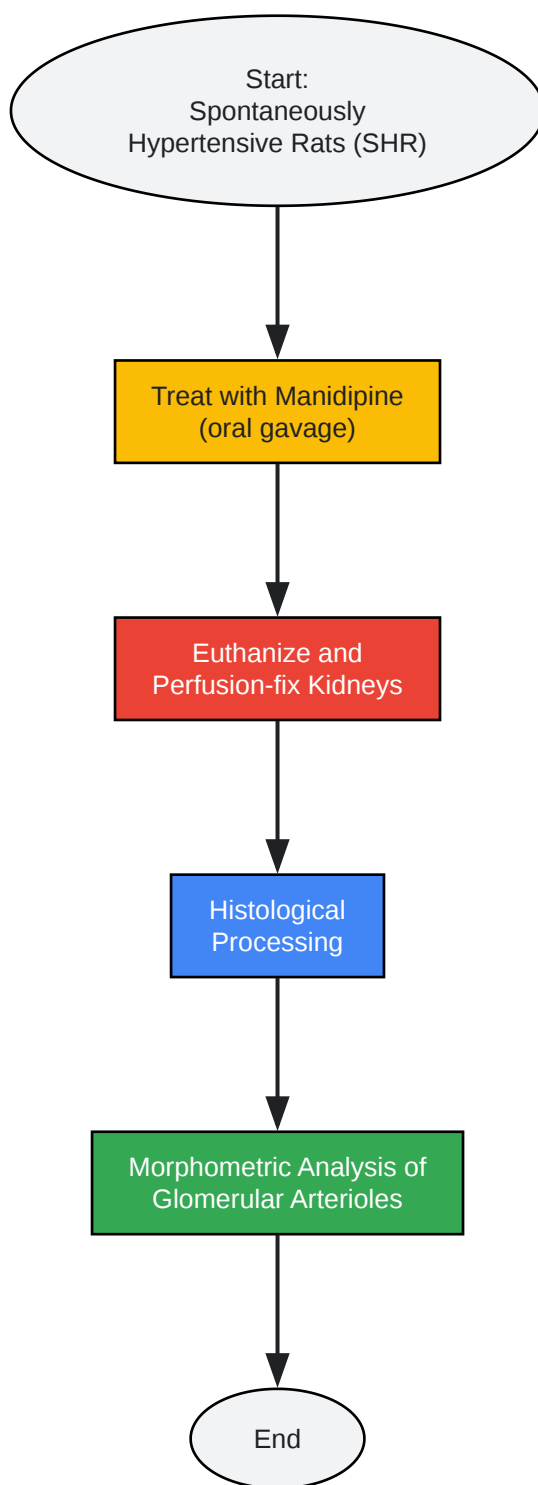 Start:
Spontaneously
Hypertensive Rats (SHR)
Treat with Manidipine
(oral gavage)
Euthanize and
Perfusion-fix Kidneys
Histological
Processing
Morphometric Analysis of
Glomerular Arterioles
End